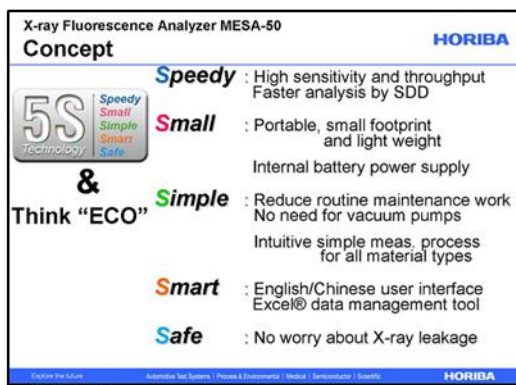 X-ray Fluorescence Analyzer MESA-50
Concept
HORIBA
5S
Technology
Speedy
Small
Simple
Smart
Safe
&
Think “ECO”
Speedy : High sensitivity and throughput
Faster analysis by SDD
Small : Portable, small footprint
and light weight
Internal battery power supply
Simple : Reduce routine maintenance work
No need for vacuum pumps
Intuitive simple meas. process
for all material types
Smart : English/Chinese user interface
Excel® data management tool
Safe : No worry about X-ray leakage
Explore the future
Automotive Test Systems | Process & Environmental | Medical | Semiconductor | Scientific
HORIBA